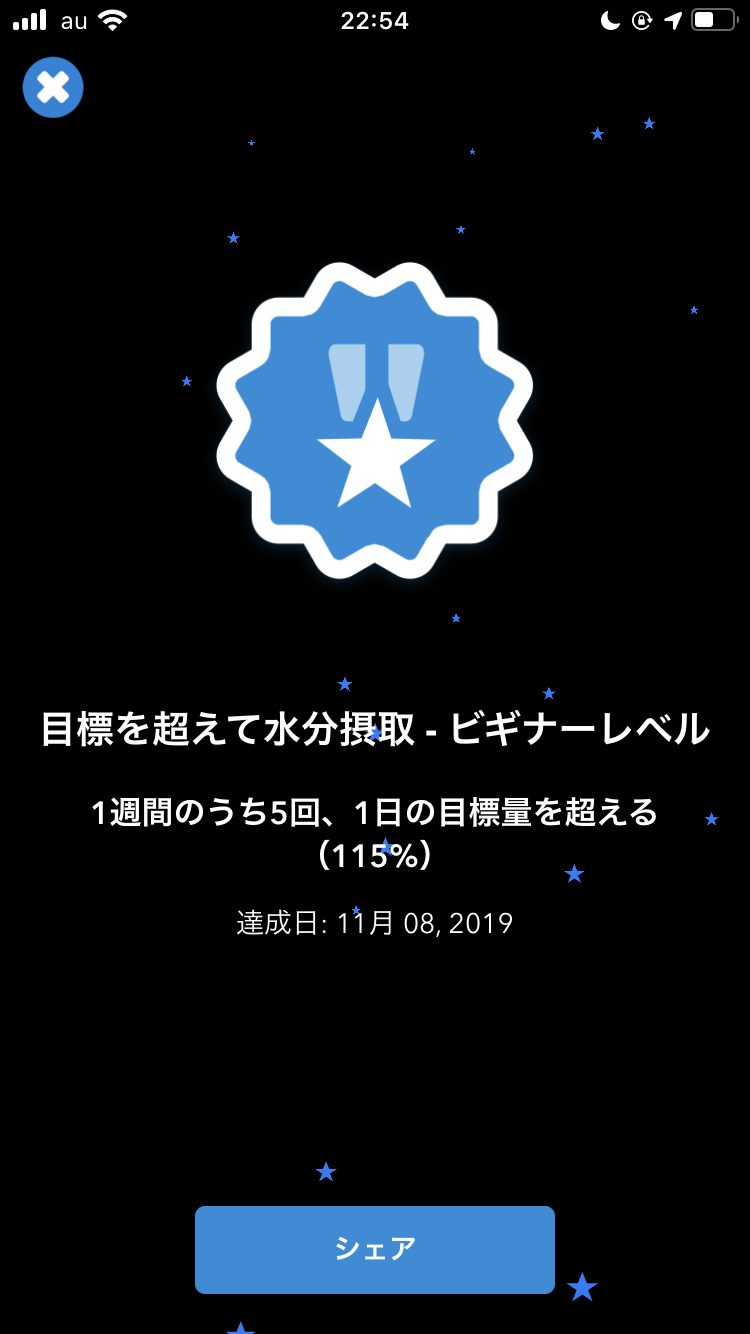 au
22:54
目標を超えて水分摂取 - ビギナーレベル
1週間のうち5回、1日の目標量を超える
（115%）
達成日: 11月 08, 2019
シェア